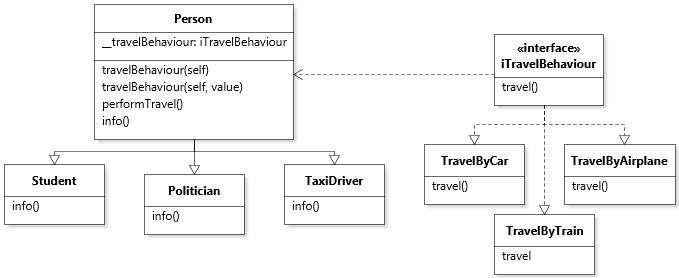 Person
__travelBehaviour: iTravelBehaviour
travelBehaviour(self)
travelBehaviour(self, value)
performTravel()
info()
«interface»
iTravelBehaviour
travel()
Student
info()
Politician
info()
TaxiDriver
info()
TravelByCar
travel()
TravelByAirplane
travel()
TravelByTrain
travel